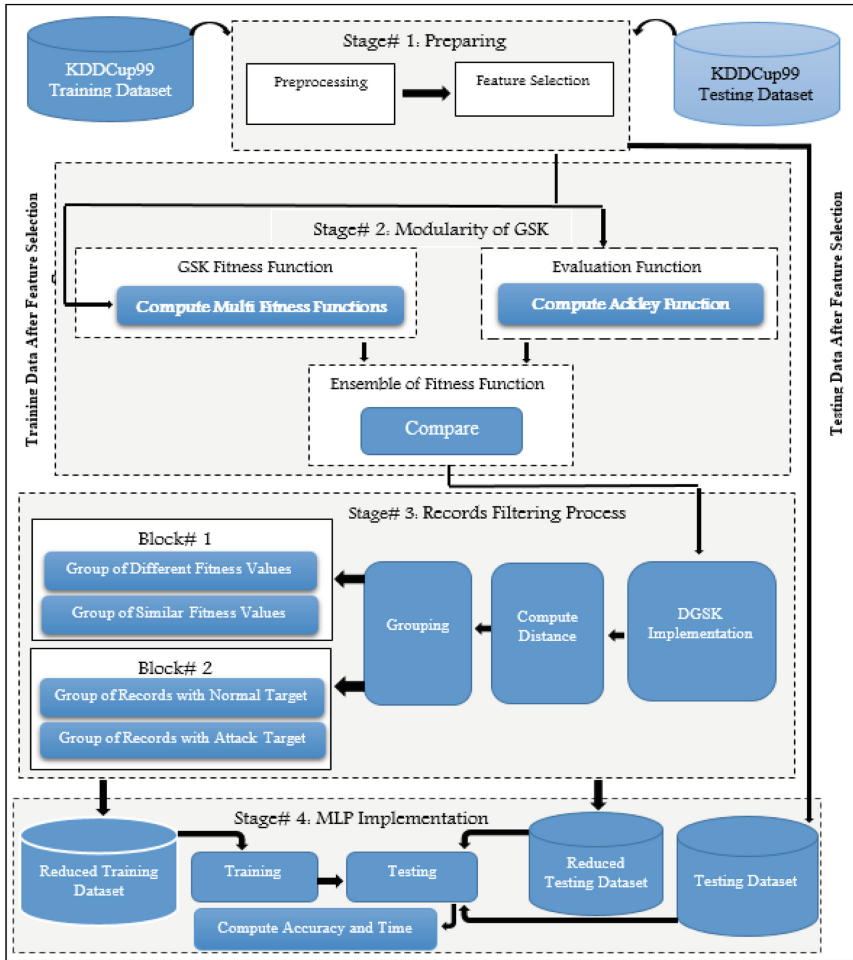 Stage# 1: Preparing
KDDCup99
Training Dataset
Preprocessing
Feature Selection
KDDCup99
Testing Dataset
Training Data After Feature Selection
Testing Data After Feature Selection
Stage# 2: Modularity of GSK
GSK Fitness Function
Compute Multi Fitness Functions
Evaluation Function
Compute Ackley Function
Ensemble of Fitness Function
Compare
Stage# 3: Records Filtering Process
Block# 1
Group of Different Fitness Values
Group of Similar Fitness Values
Block# 2
Group of Records with Normal Target
Group of Records with Attack Target
Grouping
Compute
Distance
DGSK
Implementation
Stage# 4: MLP Implementation
Reduced Training
Dataset
Training
Testing
Compute Accuracy and Time
Reduced
Testing Dataset
Testing Dataset